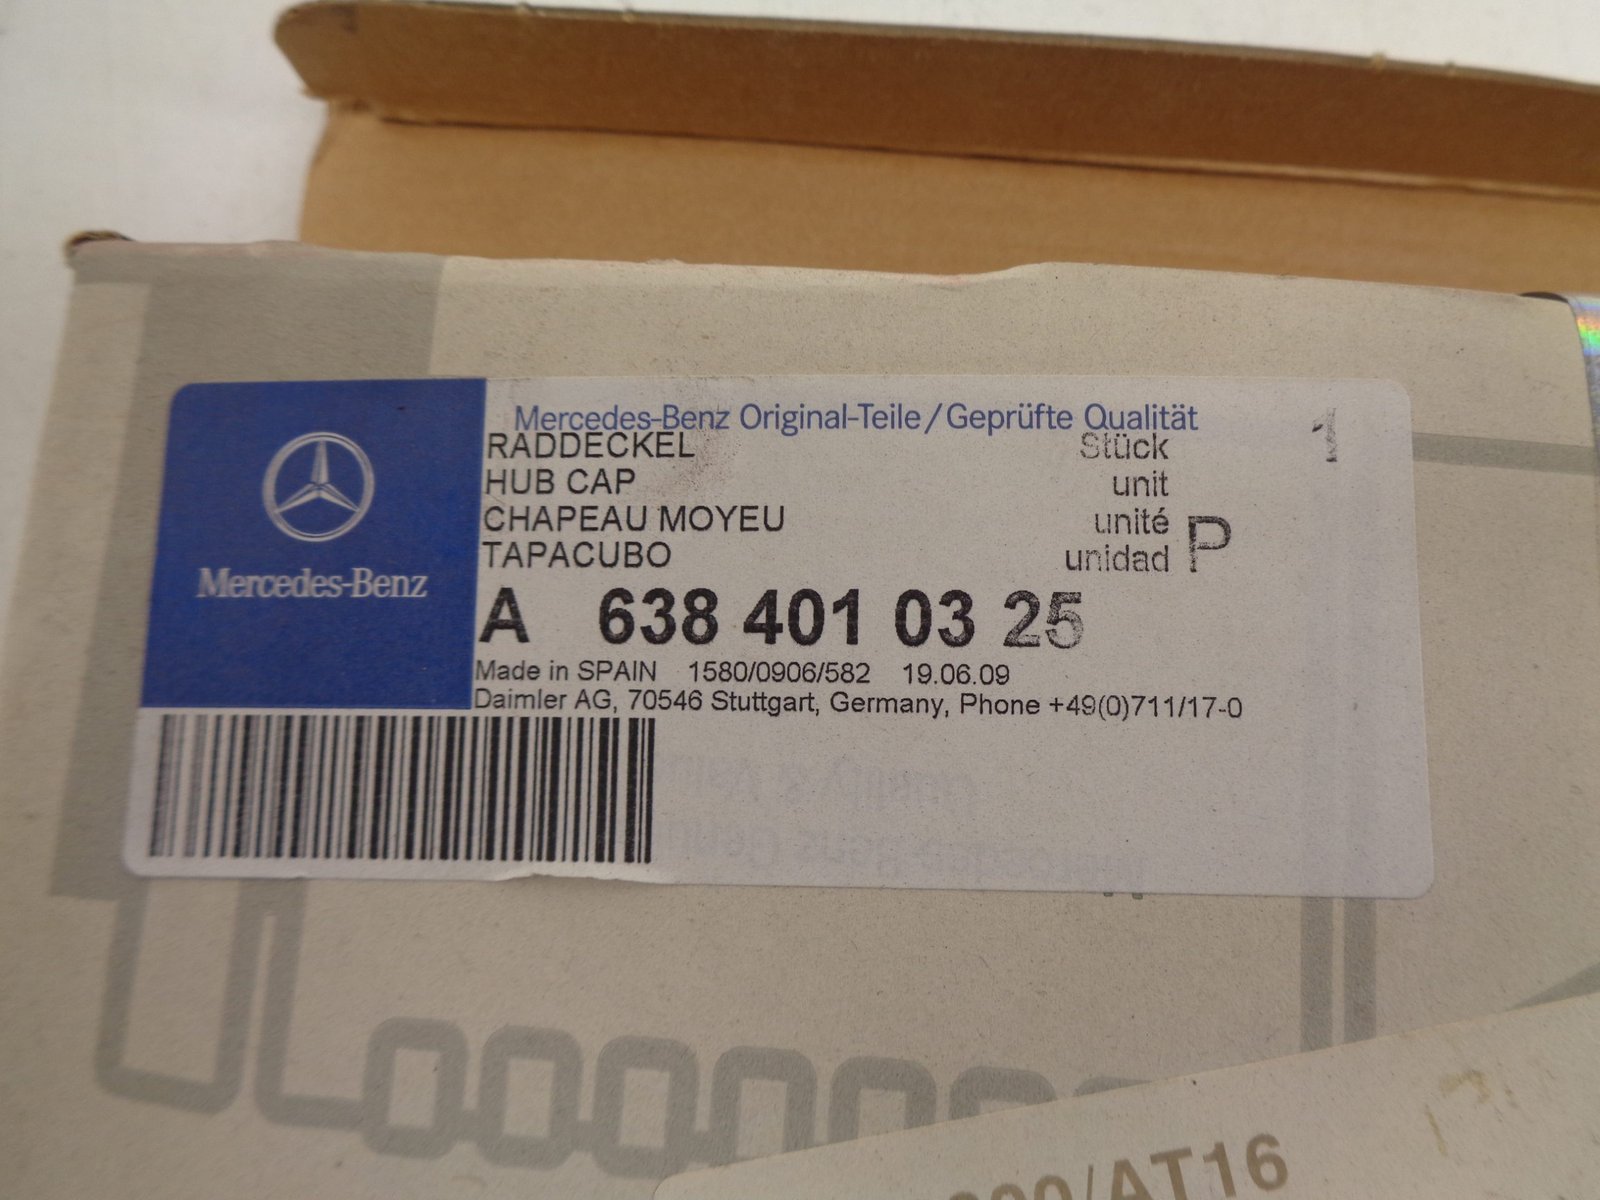 Mercedes-Benz Original-Teile/Geprüfte Qualität
RADDECKEL Stück 1
HUB CAP unit
CHAPEAU MOYEU unité
TAPACUBO unidad P
Mercedes-Benz
A 638 401 03 25
Made in SPAIN 1580/0906/582 19.06.09
Daimler AG, 70546 Stuttgart, Germany, Phone +49(0)711/17-0
/AT16